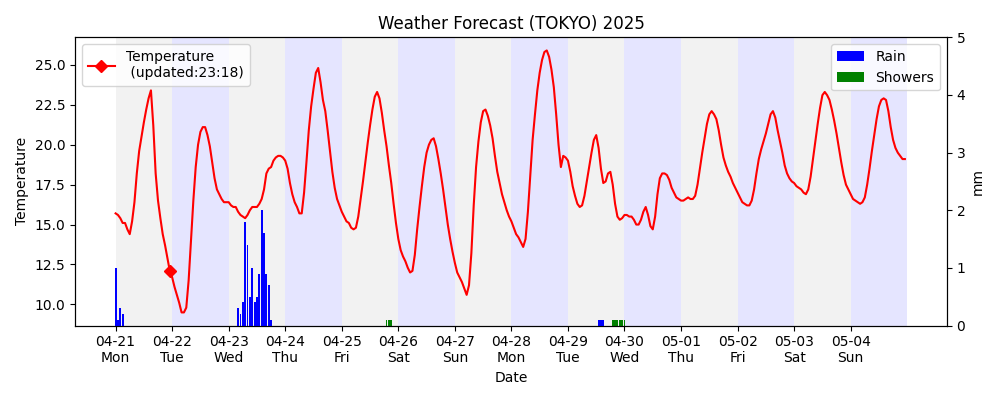 Weather Forecast (TOKYO) 2025
Temperature
(updated:23:18)
Rain
Showers
Temperature
25.0
22.5
20.0
17.5
15.0
12.5
10.0
5
4
3
2
1
0
mm
04-21 04-22 04-23 04-24 04-25 04-26 04-27 04-28 04-29 04-30 05-01 05-02 05-03 05-04
Mon Tue Wed Thu Fri Sat Sun Mon Tue Wed Thu Fri Sat Sun
Date